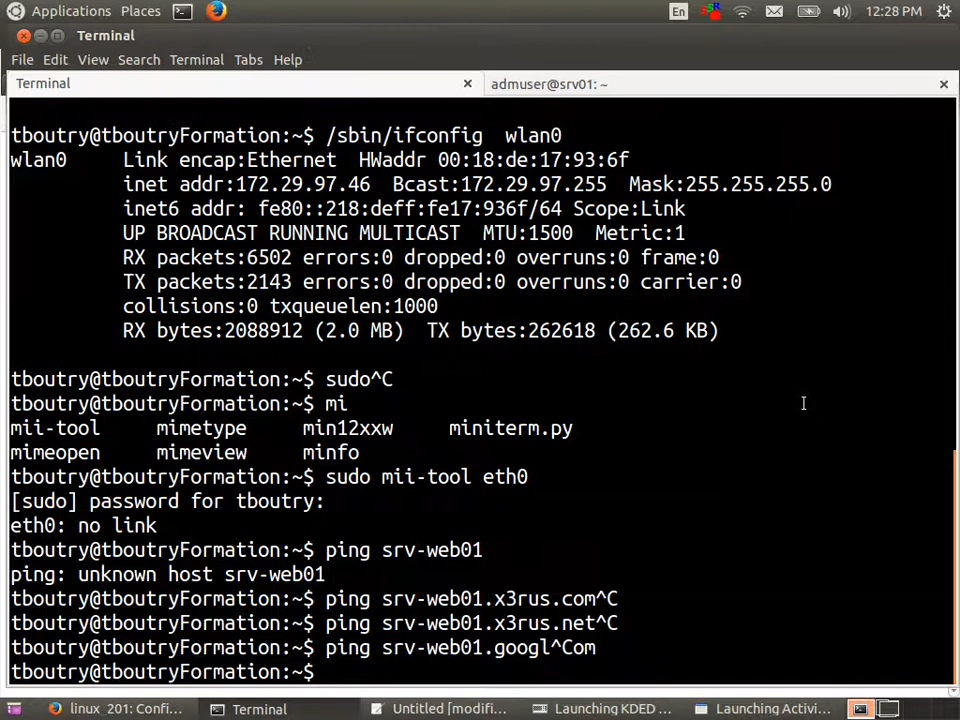 Applications Places En 12:28 PM
Terminal
File Edit View Search Terminal Tabs Help
Terminal × admuser@srv01: ~ ×
tboutry@tboutryFormation:~$ /sbin/ifconfig  wlan0
wlan0     Link encap:Ethernet  HWaddr 00:18:de:17:93:6f
          inet addr:172.29.97.46  Bcast:172.29.97.255  Mask:255.255.255.0
          inet6 addr: fe80::218:deff:fe17:936f/64 Scope:Link
          UP BROADCAST RUNNING MULTICAST  MTU:1500  Metric:1
          RX packets:6502 errors:0 dropped:0 overruns:0 frame:0
          TX packets:2143 errors:0 dropped:0 overruns:0 carrier:0
          collisions:0 txqueuelen:1000
          RX bytes:2088912 (2.0 MB)  TX bytes:262618 (262.6 KB)
tboutry@tboutryFormation:~$ sudo^C
tboutry@tboutryFormation:~$ mi
mii-tool     mimetype     min12xxw     miniterm.py
mimeopen     mimeview     minfo
tboutry@tboutryFormation:~$ sudo mii-tool eth0
[sudo] password for tboutry:
eth0: no link
tboutry@tboutryFormation:~$ ping srv-web01
ping: unknown host srv-web01
tboutry@tboutryFormation:~$ ping srv-web01.x3rus.com^C
tboutry@tboutryFormation:~$ ping srv-web01.x3rus.net^C
tboutry@tboutryFormation:~$ ping srv-web01.googl^Com
tboutry@tboutryFormation:~$
linux_201: Confi... Terminal Untitled [modifi... Launching KDED ... Launching Activi...